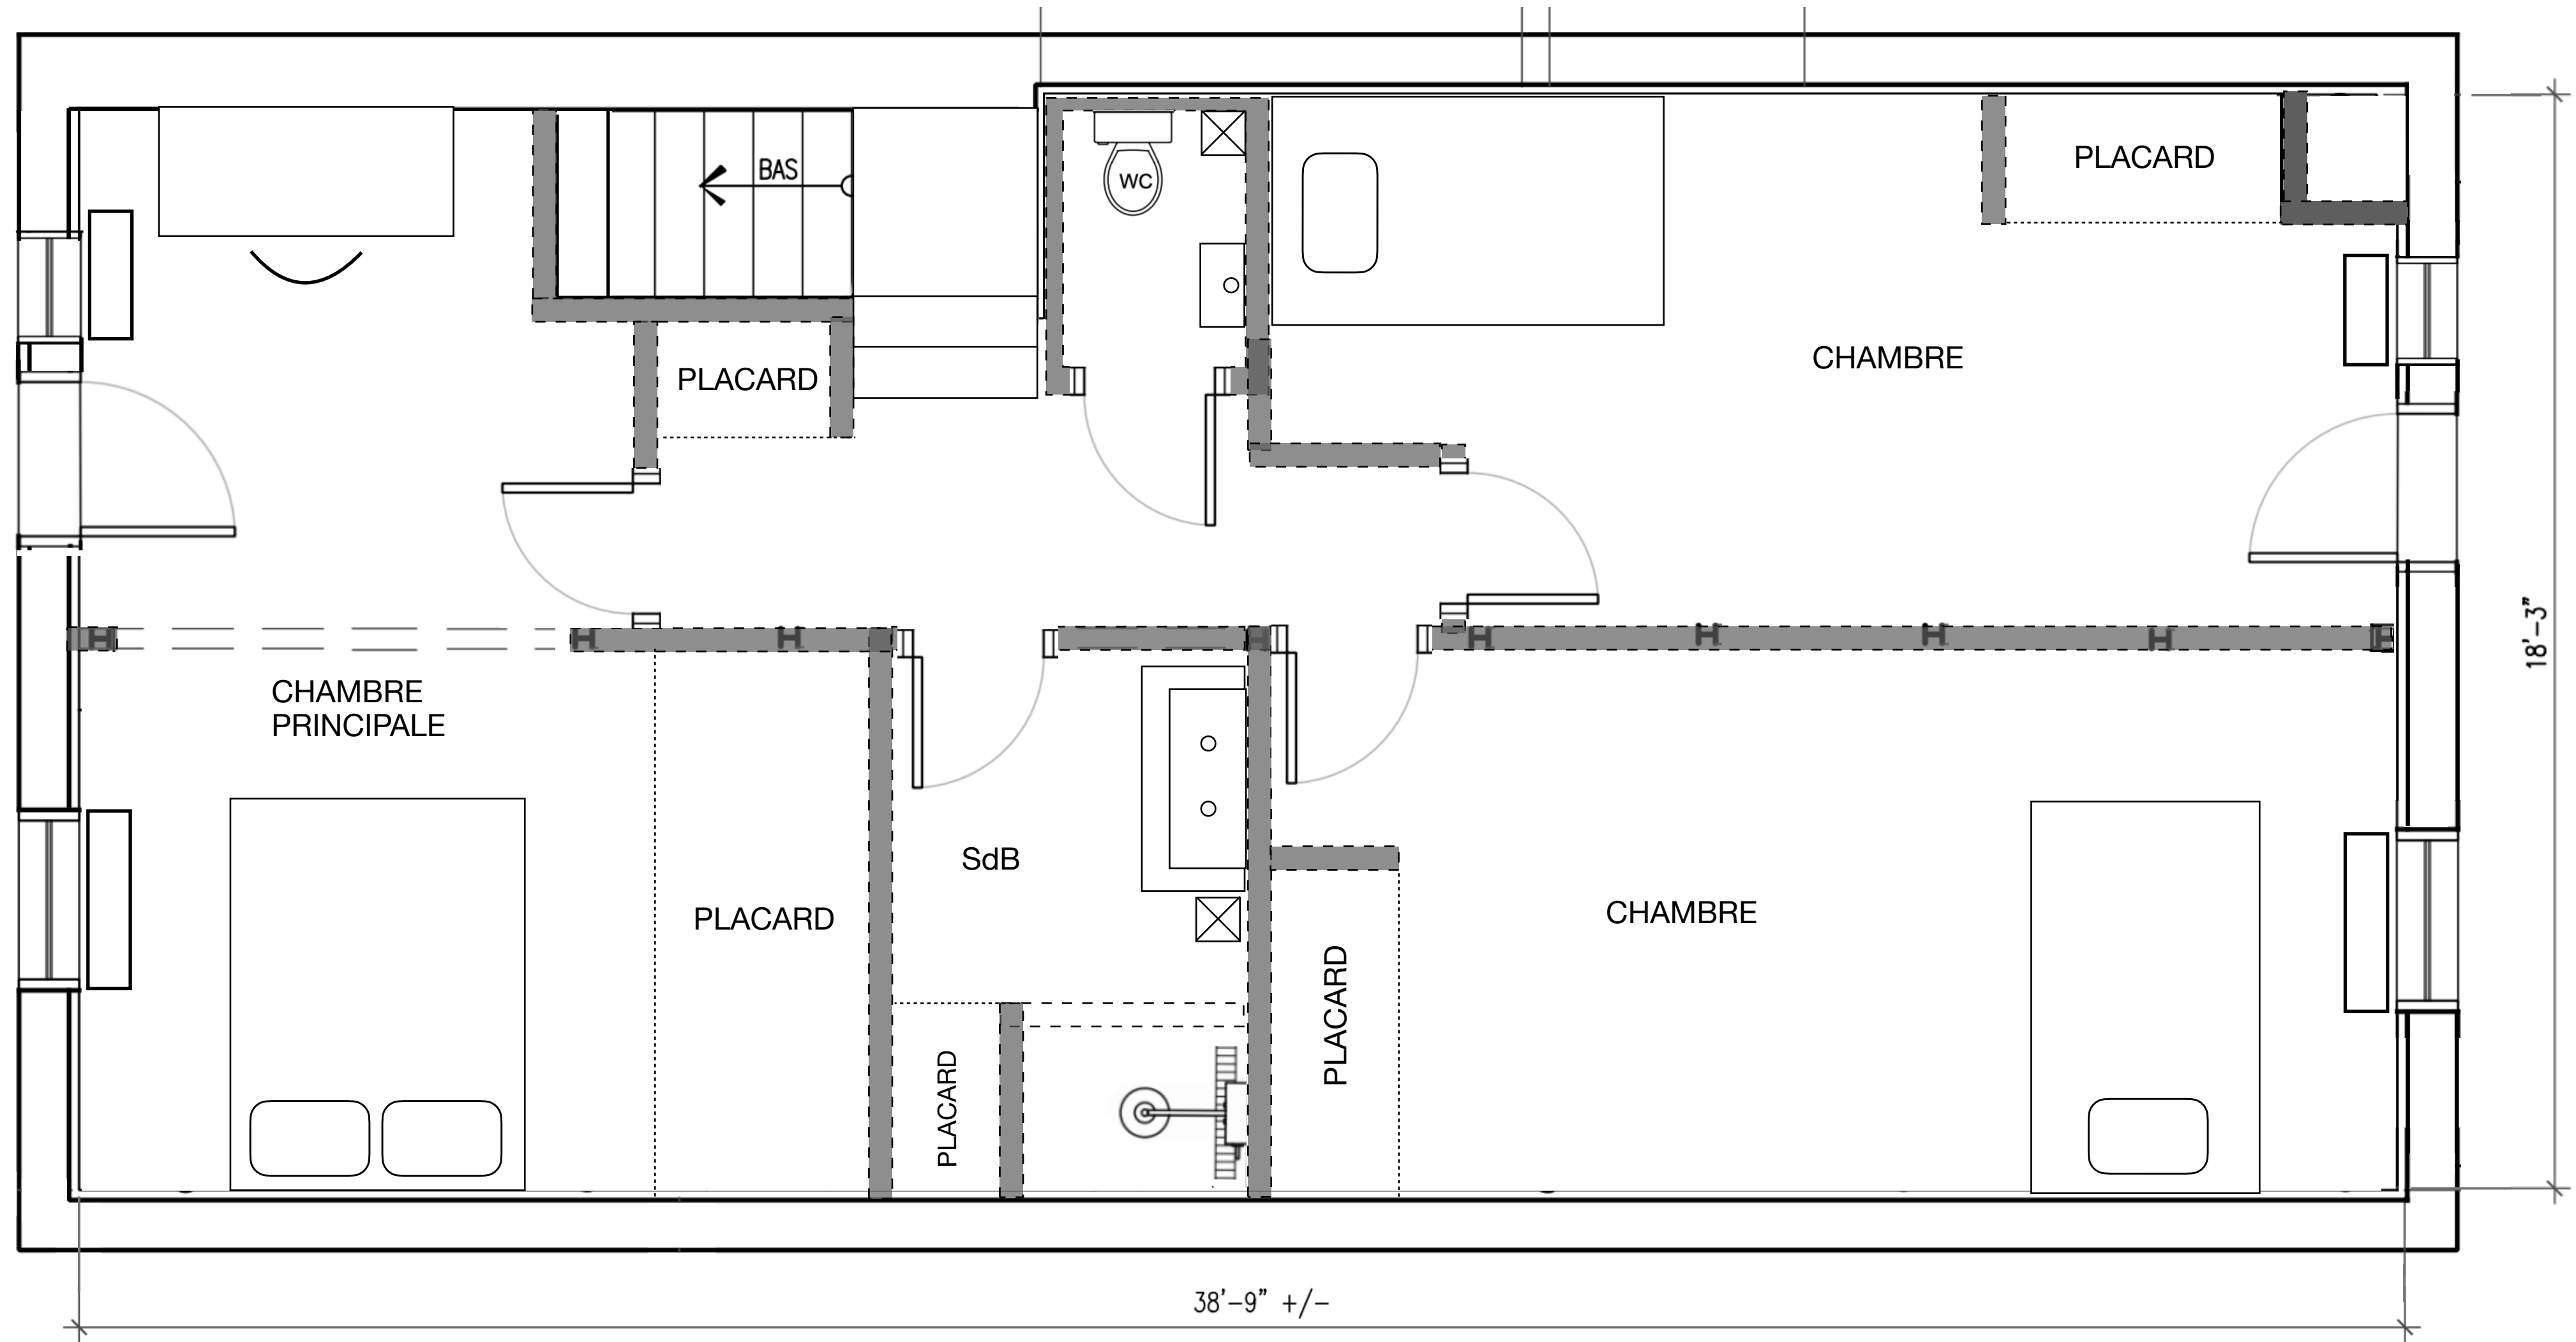 PLACARD
BAS
WC
CHAMBRE
PLACARD
18'-3"
CHAMBRE
PRINCIPALE
SdB
PLACARD
CHAMBRE
PLACARD
PLACARD
38'-9" +/-